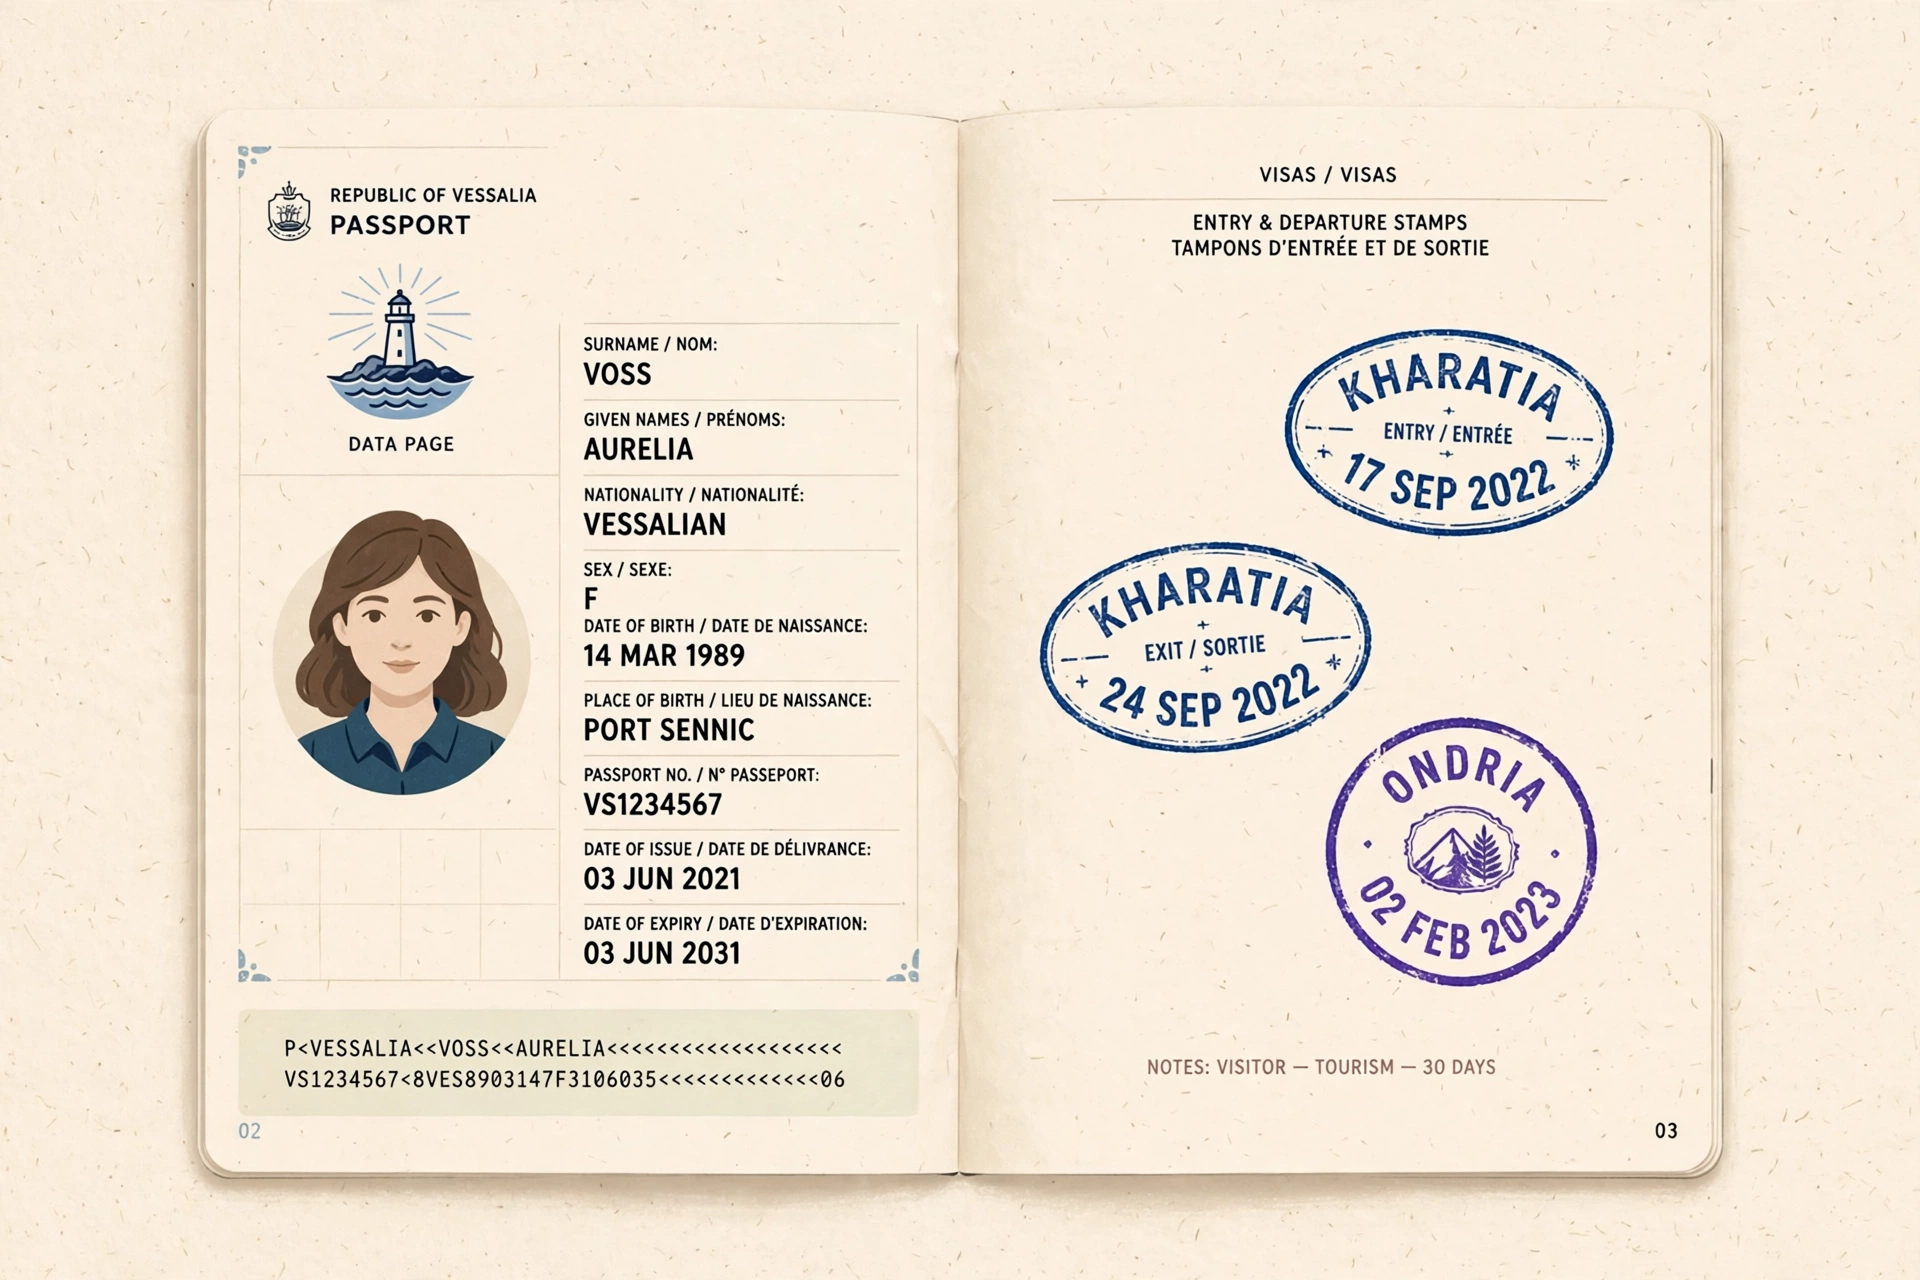 REPUBLIC OF VESSALIA
PASSPORT
DATA PAGE
SURNAME / NOM:
VOSS
GIVEN NAMES / PRÉNOMS:
AURELIA
NATIONALITY / NATIONALITÉ:
VESSALIAN
SEX / SEXE:
F
DATE OF BIRTH / DATE DE NAISSANCE:
14 MAR 1989
PLACE OF BIRTH / LIEU DE NAISSANCE:
PORT SENNIC
PASSPORT NO. / N° PASSEPORT:
VS1234567
DATE OF ISSUE / DATE DE DÉLIVRANCE:
03 JUN 2021
DATE OF EXPIRY / DATE D'EXPIRATION:
03 JUN 2031
P<VESSALIA<<VOSS<<AURELIA<<<<<<<<<<<<<<<<<<<
VS1234567<8VES8903147F3106035<<<<<<<<<<<<<06
02
VISAS / VISAS
ENTRY & DEPARTURE STAMPS
TAMPONS D'ENTRÉE ET DE SORTIE
KHARATIA
ENTRY / ENTRÉE
17 SEP 2022
KHARATIA
EXIT / SORTIE
24 SEP 2022
ONDRIA
02 FEB 2023
NOTES: VISITOR — TOURISM — 30 DAYS
03